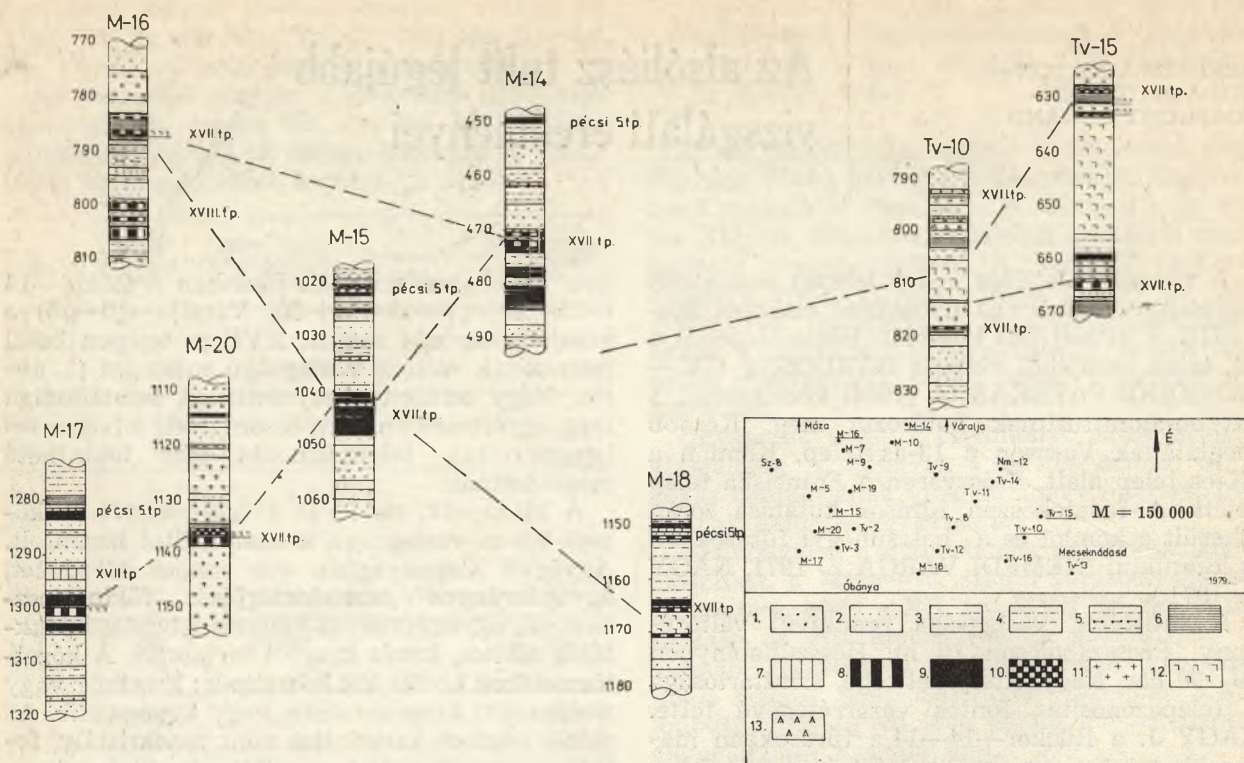 M-16
770
780
790
800
810
XVII tp.
XVIII. tp.
M-14
450
460
470
480
490
pécsi 5tp.
XVII tp.
Tv-15
630
640
650
660
670
XVII tp.
XVII tp.
Tv-10
790
800
810
820
830
XVII tp.
XVII tp.
M-15
1020
1030
1040
1050
1060
pécsi 5tp.
XVII tp.
M-20
1110
1120
1130
1140
1150
XVII tp.
M-17
1280
1290
1300
1310
1320
pécsi 5tp.
XVII tp
M-18
1150
1160
1170
1180
pécsi 5tp
XVII tp
Máza
M-14
Váralja
M-16
M-7
M-10
Sz-8
M-9
Tv-9
Nm-12
Tv-14
M-5
M-19
Tv-11
M-15
Tv-15
M-20
Tv-2
Tv-8
Tv-10
M-17
Tv-3
Tv-12
Tv-16
Mecseknádasd
M-18
Tv-13
Óbánya
1979.
É
M = 150 000
1.
2.
3.
4.
5.
6.
7.
8.
9.
10.
11.
12.
13.